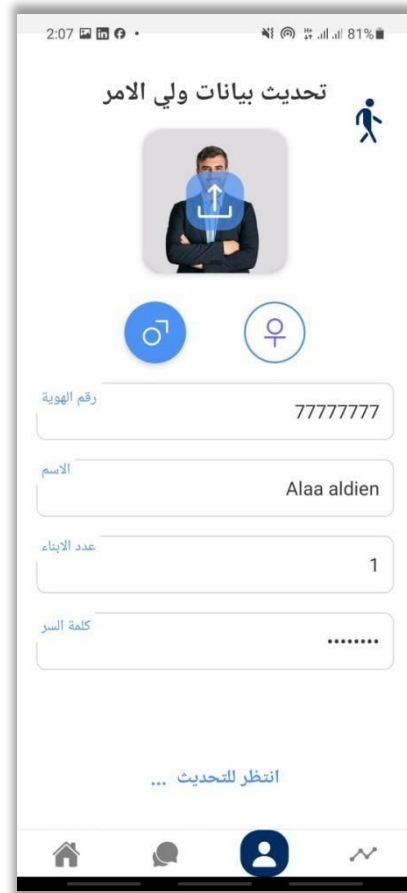 2:07
81%
تحديث بيانات ولي الامر
رقم الهوية
77777777
الاسم
Alaa aldien
عدد الابناء
1
كلمة السر
••••••••
انتظر للتحديث ...